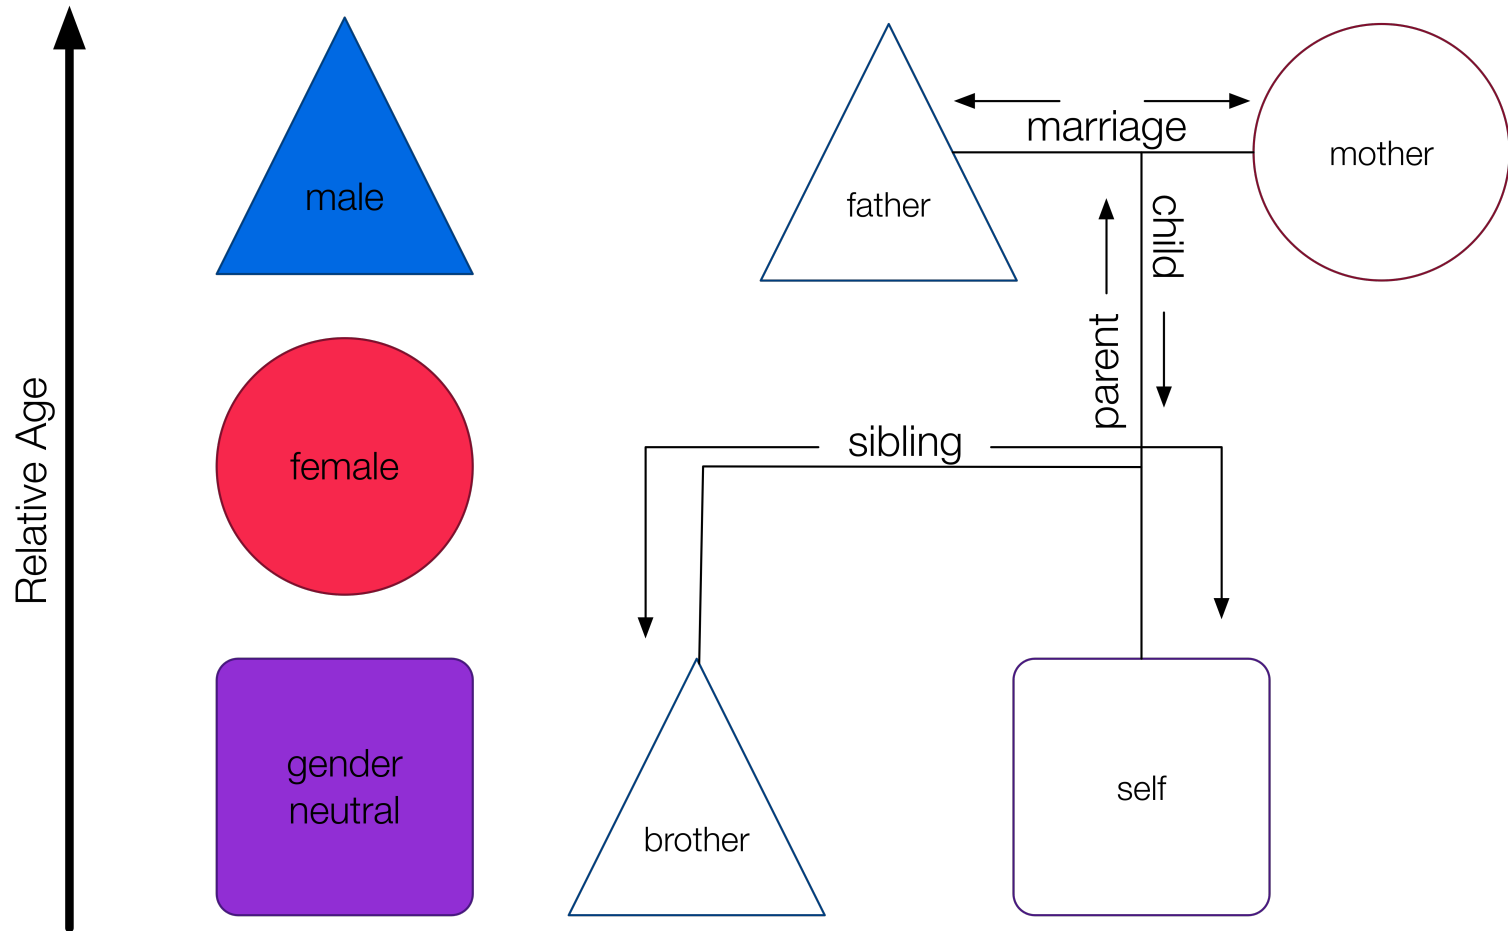 Relative Age
male
female
gender
neutral
marriage
father
mother
child
parent
sibling
brother
self